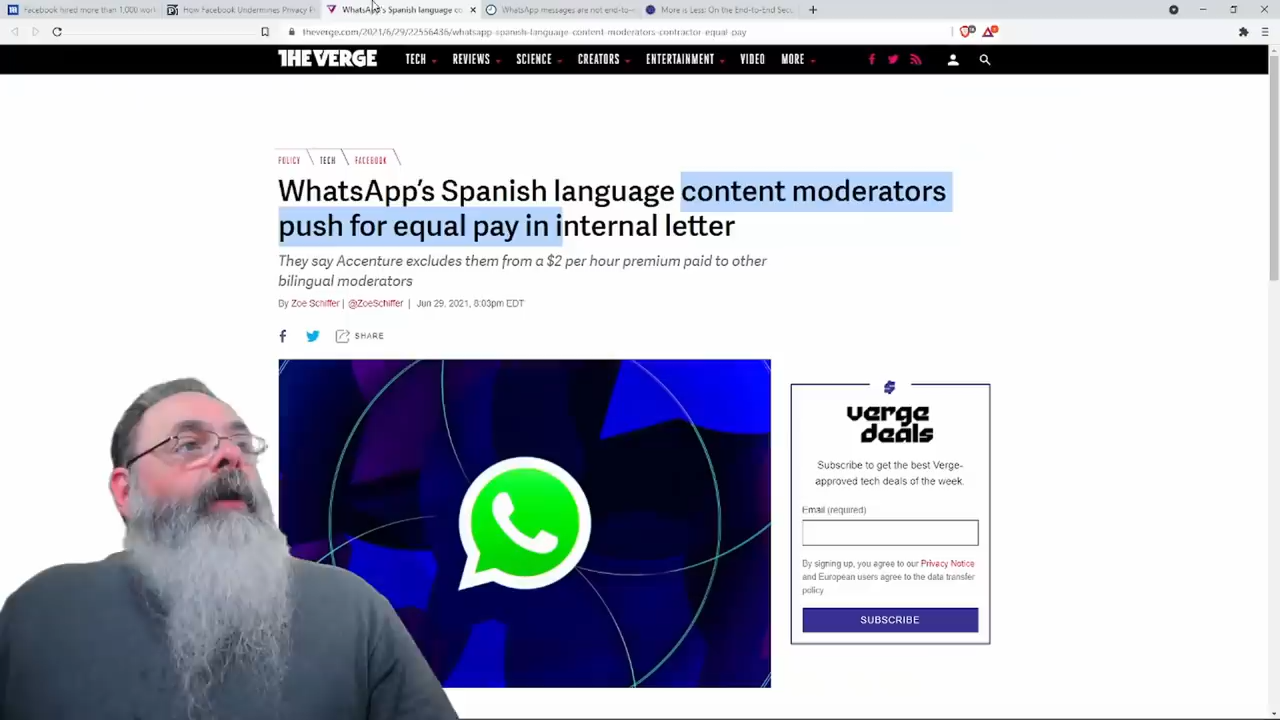 Facebook hired more than 1,000 work
How Facebook Undermines Privacy P
WhatsApp's Spanish language co
WhatsApp messages are not end-to-
More is Less: On the End-to-End Secu
theverge.com/2021/6/29/22556436/whatsapp-spanish-language-content-moderators-contractor-equal-pay
THE VERGE TECH REVIEWS SCIENCE CREATORS ENTERTAINMENT VIDEO MORE
POLICY TECH FACEBOOK
WhatsApp's Spanish language content moderators
push for equal pay in internal letter
They say Accenture excludes them from a $2 per hour premium paid to other
bilingual moderators
By Zoe Schiffer | @ZoeSchiffer | Jun 29, 2021, 8:03pm EDT
SHARE
verge
deals
Subscribe to get the best Verge-
approved tech deals of the week.
Email (required)
By signing up, you agree to our Privacy Notice
and European users agree to the data transfer
policy
SUBSCRIBE